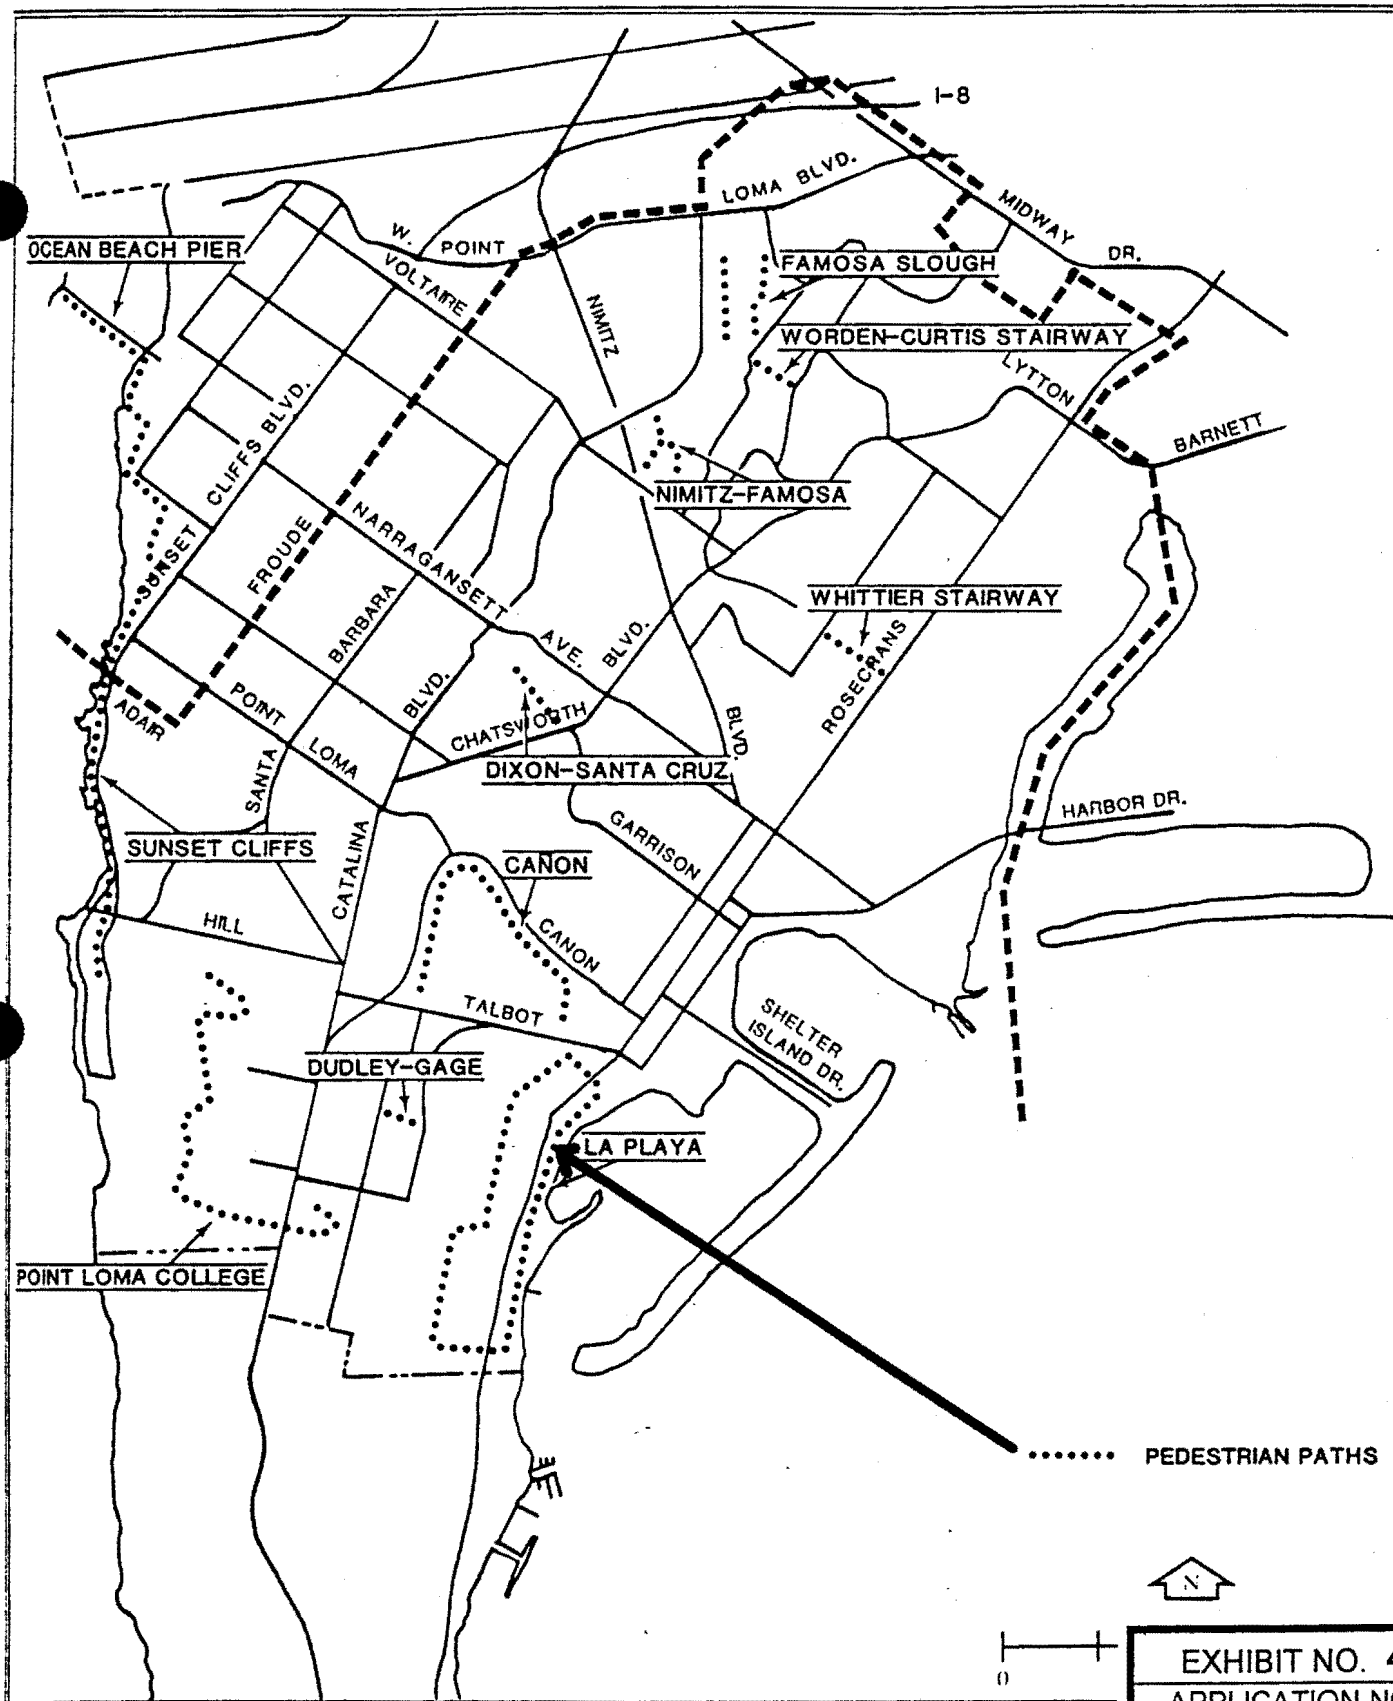 I-8
LOMA BLVD.
W. POINT
MIDWAY DR.
OCEAN BEACH PIER
VOLTAIRE
FAMOSA SLOUGH
NIMITZ
WORDEN-CURTIS STAIRWAY
LYTTON
BARNETT
SUNSET CLIFFS BLVD.
NIMITZ-FAMOSA
FROUDE
NARRAGANSETT AVE.
WHITTIER STAIRWAY
SANTA BARBARA
BLVD.
ROSECRANS
ADAIR
POINT LOMA
CATALINA BLVD.
CHATSWORTH BLVD.
DIXON-SANTA CRUZ
HARBOR DR.
GARRISON
SUNSET CLIFFS
CAÑON
HILL
CANON
TALBOT
SHELTER
ISLAND DR.
DUDLEY-GAGE
LA PLAYA
POINT LOMA COLLEGE
PEDESTRIAN PATHS
N
0
EXHIBIT NO.
APPLICATION